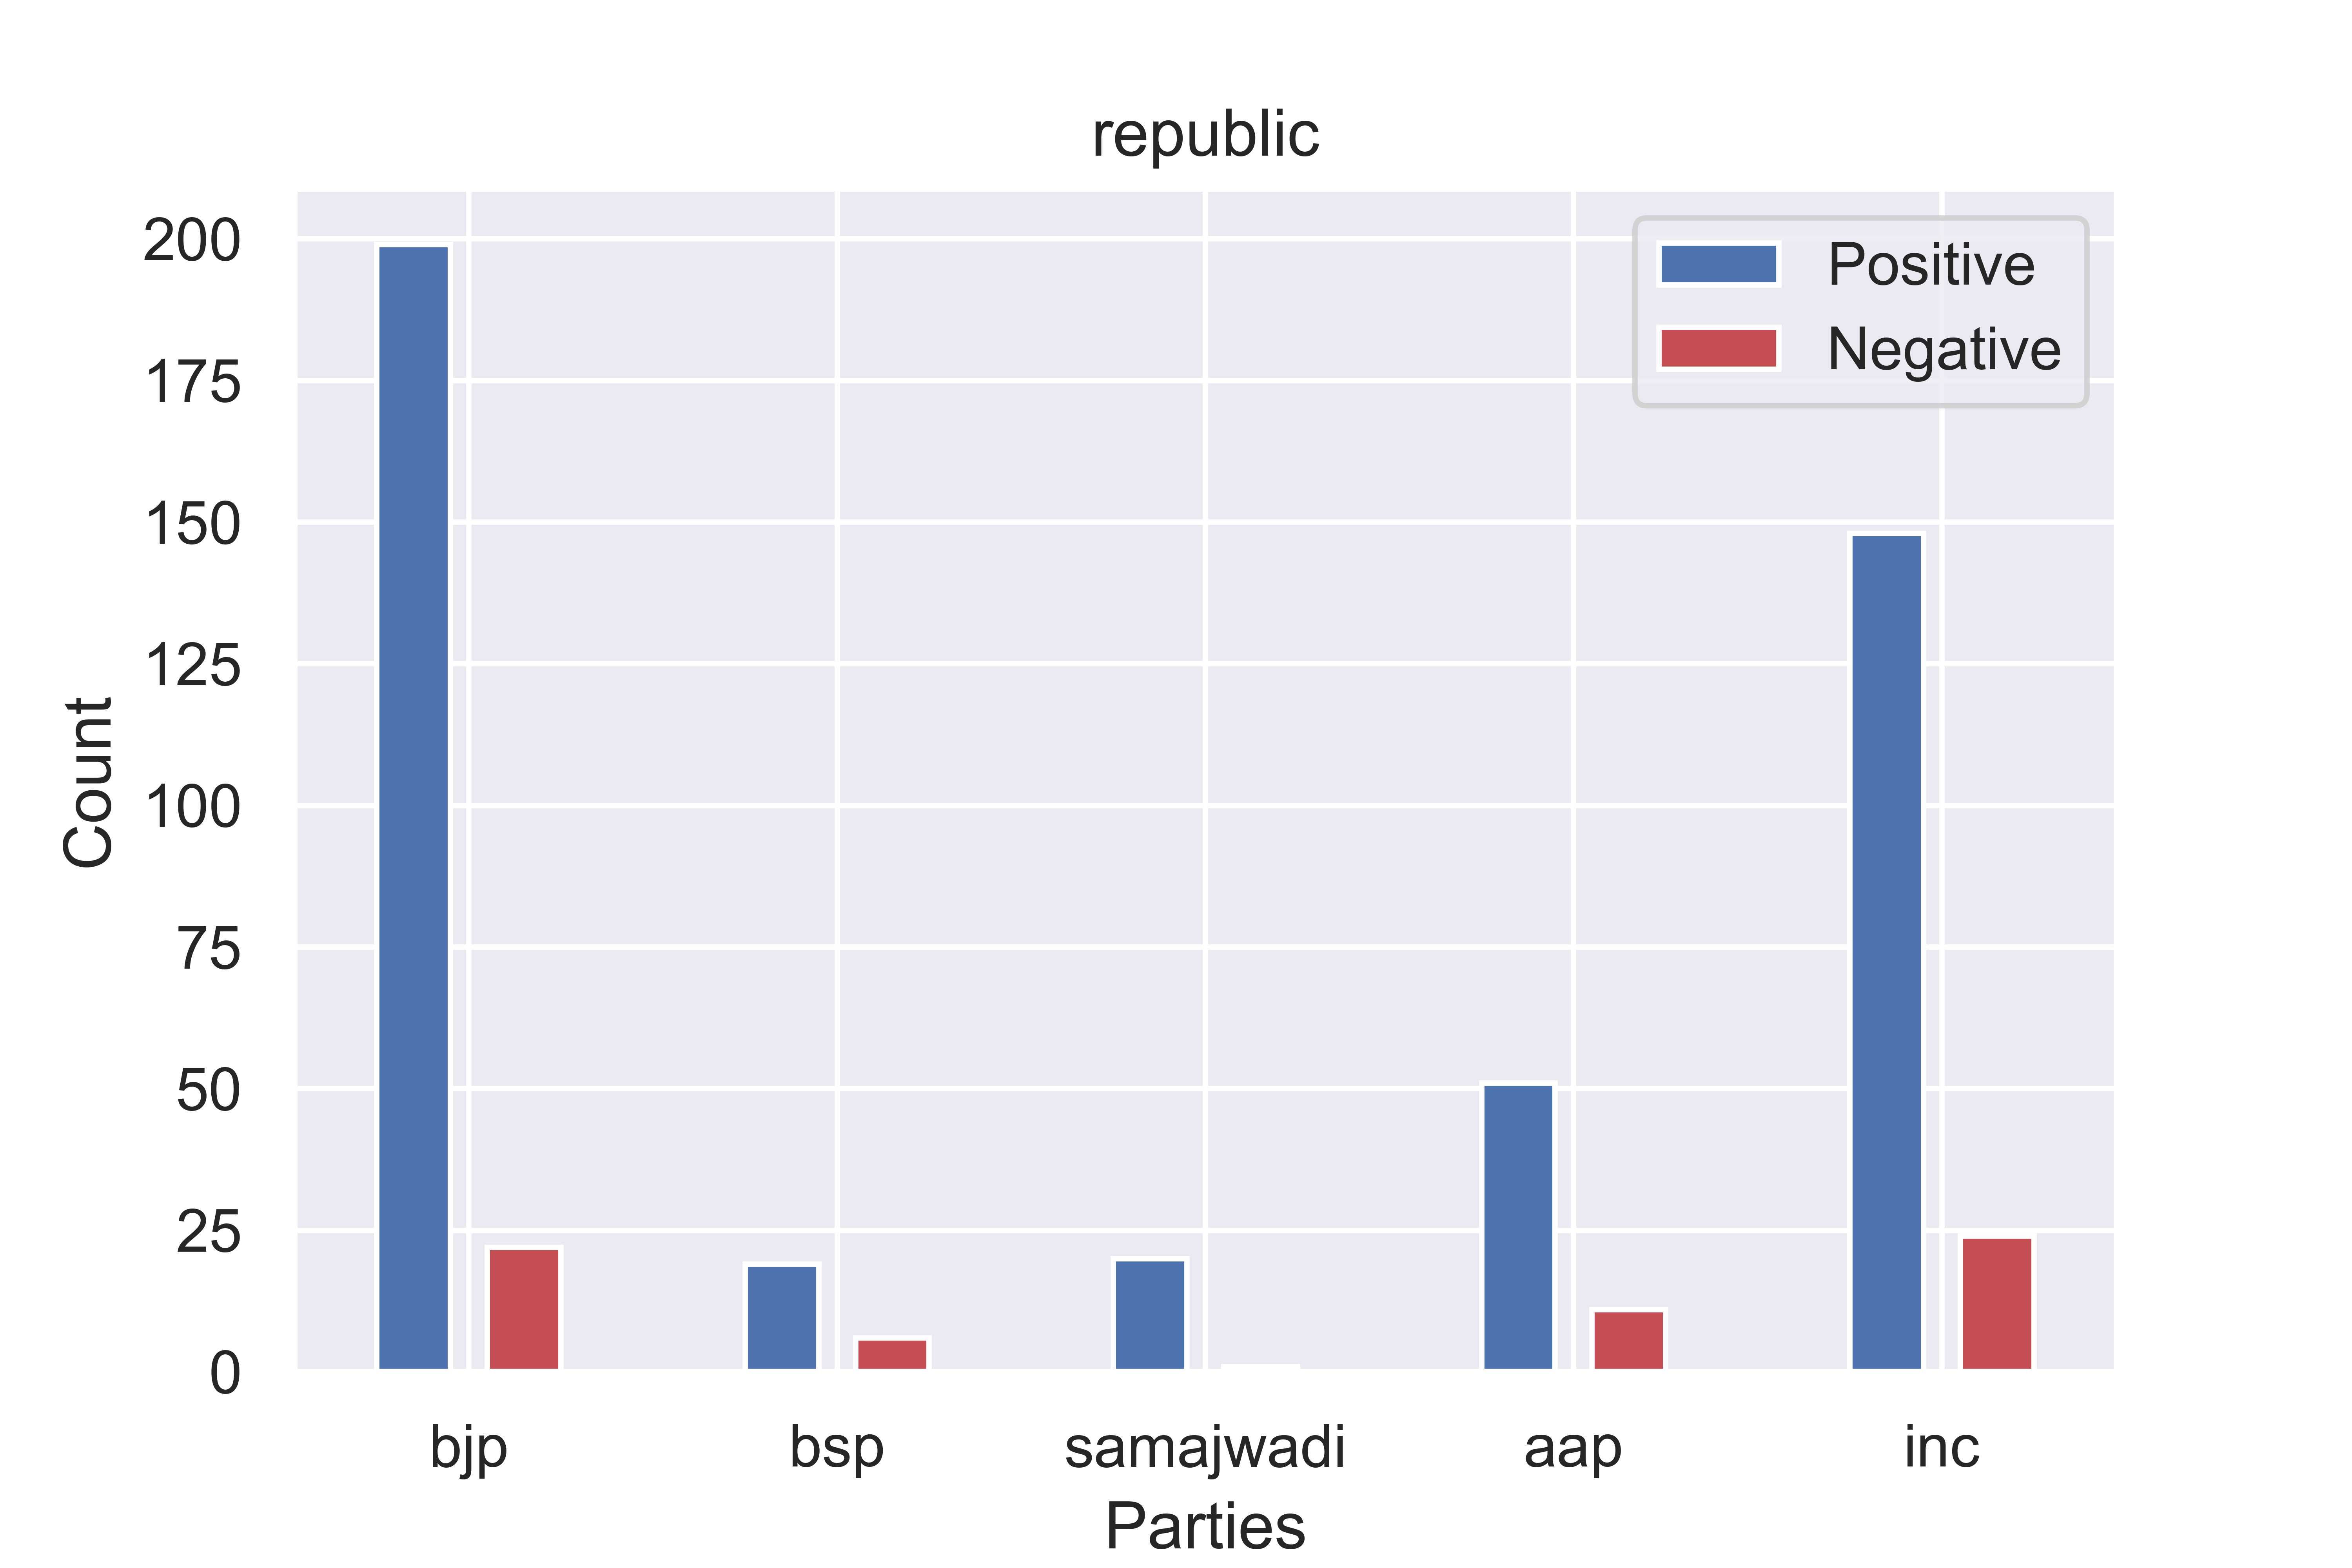 republic
200
175
150
125
100
75
50
25
0
Count
Positive
Negative
bjp
bsp
samajwadi
aap
inc
Parties